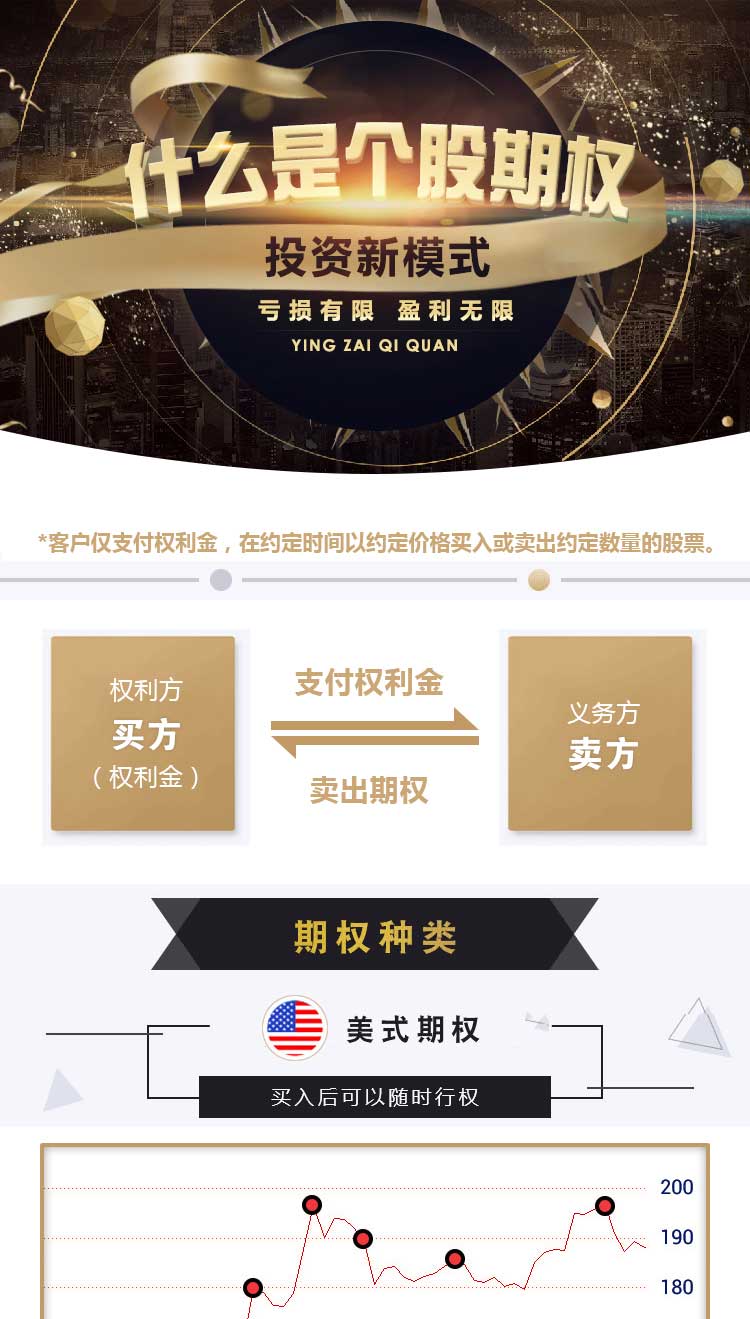 什么是个股期权
投资新模式
亏损有限 盈利无限
YING ZAI QI QUAN
*客户仅支付权利金，在约定时间以约定价格买入或卖出约定数量的股票。
权利方
买方
（权利金）
支付权利金
卖出期权
义务方
卖方
期权种类
美式期权
买入后可以随时行权
200
190
180